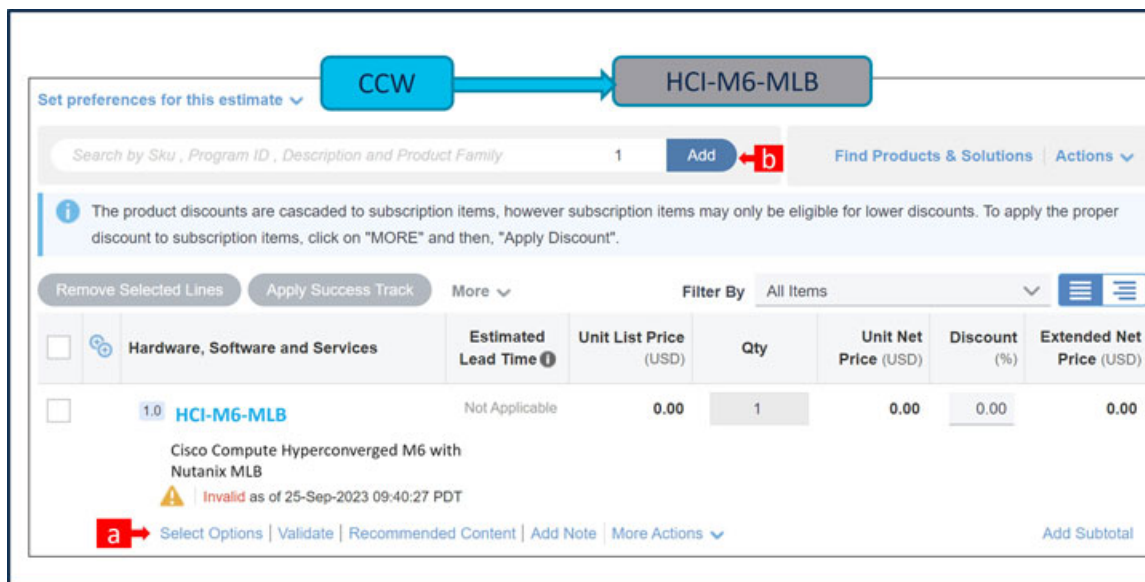 CCW
HCI-M6-MLB
Set preferences for this estimate
Search by Sku , Program ID , Description and Product Family 1 Add b Find Products & Solutions Actions
The product discounts are cascaded to subscription items, however subscription items may only be eligible for lower discounts. To apply the proper
discount to subscription items, click on "MORE" and then, "Apply Discount".
Remove Selected Lines Apply Success Track More Filter By All Items
Hardware, Software and Services Estimated Lead Time Unit List Price (USD) Qty Unit Net Price (USD) Discount (%) Extended Net Price (USD)
1.0 HCI-M6-MLB Not Applicable 0.00 1 0.00 0.00 0.00
Cisco Compute Hyperconverged M6 with
Nutanix MLB
Invalid as of 25-Sep-2023 09:40:27 PDT
a Select Options | Validate | Recommended Content | Add Note | More Actions Add Subtotal